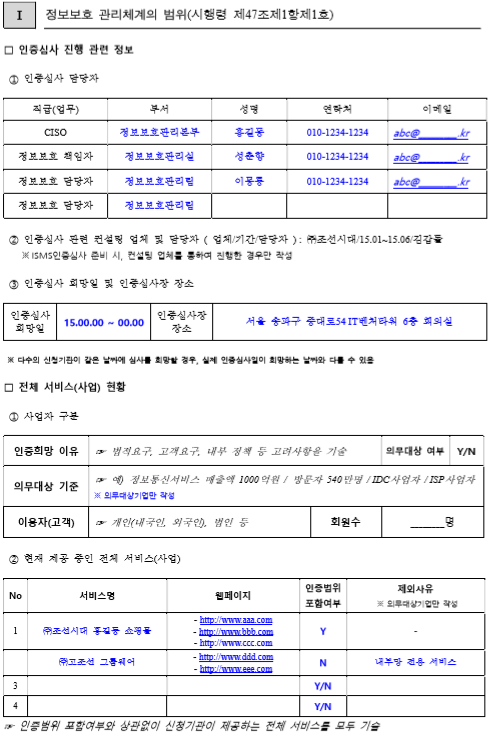 I 정보보호 관리체계의 범위(시행령 제47조제1항제1호)
□ 인증심사 진행 관련 정보
① 인증심사 담당자
직급(업무) 부서 성명 연락처 이메일
CISO 정보보호관리본부 홍길동 010-1234-1234 abc@______.kr
정보보호 책임자 정보보호관리실 성춘향 010-1234-1234 abc@______.kr
정보보호 담당자 정보보호관리팀 이몽룡 010-1234-1234 abc@______.kr
정보보호 담당자 정보보호관리팀
② 인증심사 관련 컨설팅 업체 및 담당자 ( 업체/기간/담당자 ) : ㈜조선시대/15.01~15.06/김갑돌
※ ISMS인증심사 준비 시, 컨설팅 업체를 통하여 진행한 경우만 작성
③ 인증심사 희망일 및 인증심사장 장소
인증심사 희망일 15.00.00 ~ 00.00 인증심사장 장소 서울 송파구 중대로54 IT벤처타워 6층 회의실
※ 다수의 신청기관이 같은 날짜에 심사를 희망할 경우, 실제 인증심사일이 희망하는 날짜와 다를 수 있음
□ 전체 서비스(사업) 현황
① 사업자 구분
인증희망 이유 ☞ 법적요구, 고객요구, 내부 정책 등 고려사항을 기술 의무대상 여부 Y/N
의무대상 기준 ☞ 예) 정보통신서비스 매출액 1000억원 / 방문자 540만명 / IDC사업자 / ISP사업자
※ 의무대상기업만 작성
이용자(고객) ☞ 개인(내국인, 외국인), 법인 등 회원수 ______명
② 현재 제공 중인 전체 서비스(사업)
No 서비스명 웹페이지 인증범위 포함여부 제외사유
※ 의무대상기업만 작성
1 ㈜조선시대 홍길동 쇼핑몰 - http://www.aaa.com
- http://www.bbb.com
- http://www.ccc.com
Y -
㈜고조선 그룹웨어 - http://www.ddd.com
- http://www.eee.com
N 내부망 전용 서비스
3 Y/N
4 Y/N
☞ 인증범위 포함여부와 상관없이 신청기관이 제공하는 전체 서비스를 모두 기술